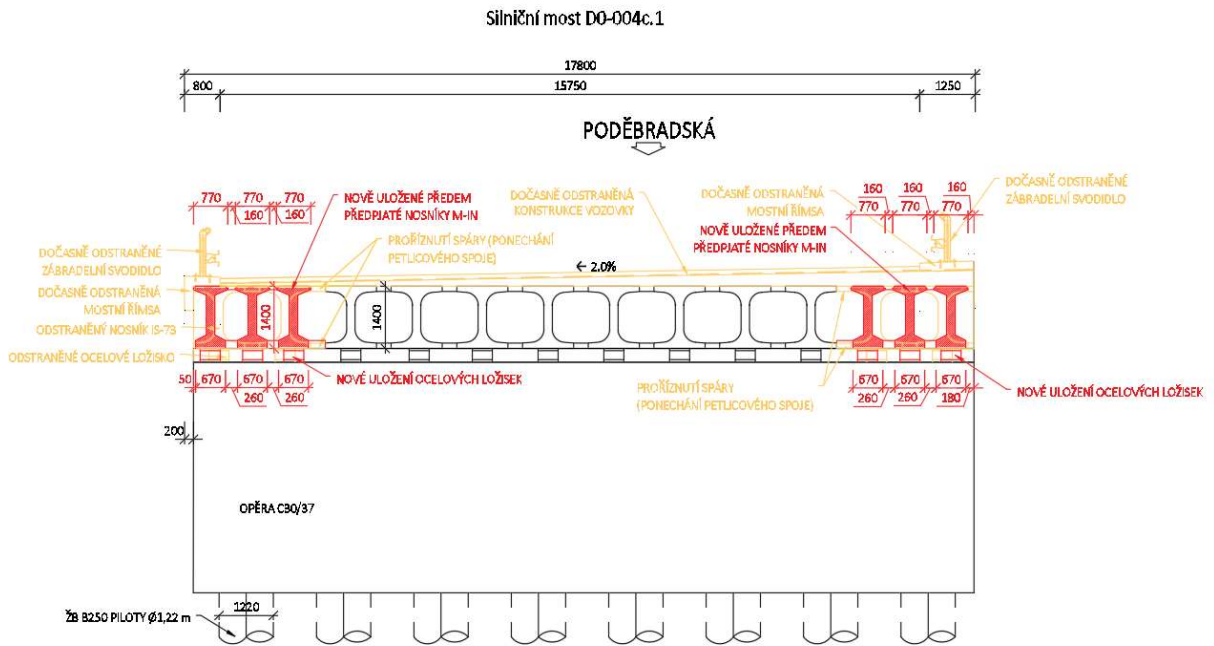 Silniční most D0-004c.1
17800
800
15750
1250
PODĚBRADSKÁ
770
770
770
160
160
NOVĚ ULOŽENÉ PŘEDEM
PŘEDPJATÉ NOSNÍKY M-IN
DOČASNĚ ODSTRANĚNÁ
KONSTRUKCE VOZOVKY
DOČASNĚ ODSTRANĚNÁ
MOSTNÍ ŘÍMSA
160
160
160
770
770
770
DOČASNĚ ODSTRANĚNÉ
ZÁBRADELNÍ SVODIDLO
NOVĚ ULOŽENÉ PŘEDEM
PŘEDPJATÉ NOSNÍKY M-IN
PROŘÍZNUTÍ SPÁRY (PONECHÁNÍ
PETLICOVÉHO SPOJE)
DOČASNĚ ODSTRANĚNÉ
ZÁBRADELNÍ SVODIDLO
← 2.0%
DOČASNĚ ODSTRANĚNÁ
MOSTNÍ ŘÍMSA
ODSTRANĚNÝ NOSNÍK IS-73
ODSTRANĚNÉ OCELOVÉ LOŽISKO
1400
1400
50
670
670
670
260
260
NOVÉ ULOŽENÍ OCELOVÝCH LOŽISEK
PROŘÍZNUTÍ SPÁRY
(PONECHÁNÍ PETLICOVÉHO SPOJE)
670
670
670
260
260
180
NOVÉ ULOŽENÍ OCELOVÝCH LOŽISEK
200
OPĚRA C30/37
1220
ŽB B250 PILOTY Ø1,22 m